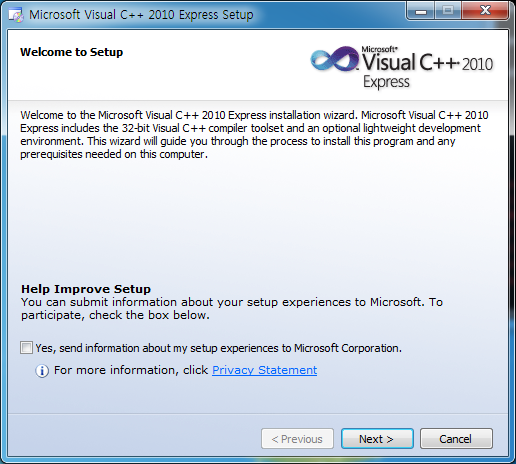 Microsoft Visual C++ 2010 Express Setup
Welcome to Setup
Microsoft®
Visual C++ 2010
Express
Welcome to the Microsoft Visual C++ 2010 Express installation wizard. Microsoft Visual C++ 2010
Express includes the 32-bit Visual C++ compiler toolset and an optional lightweight development
environment. This wizard will guide you through the process to install this program and any
prerequisites needed on this computer.
Help Improve Setup
You can submit information about your setup experiences to Microsoft. To
participate, check the box below.
Yes, send information about my setup experiences to Microsoft Corporation.
For more information, click Privacy Statement
< Previous Next > Cancel